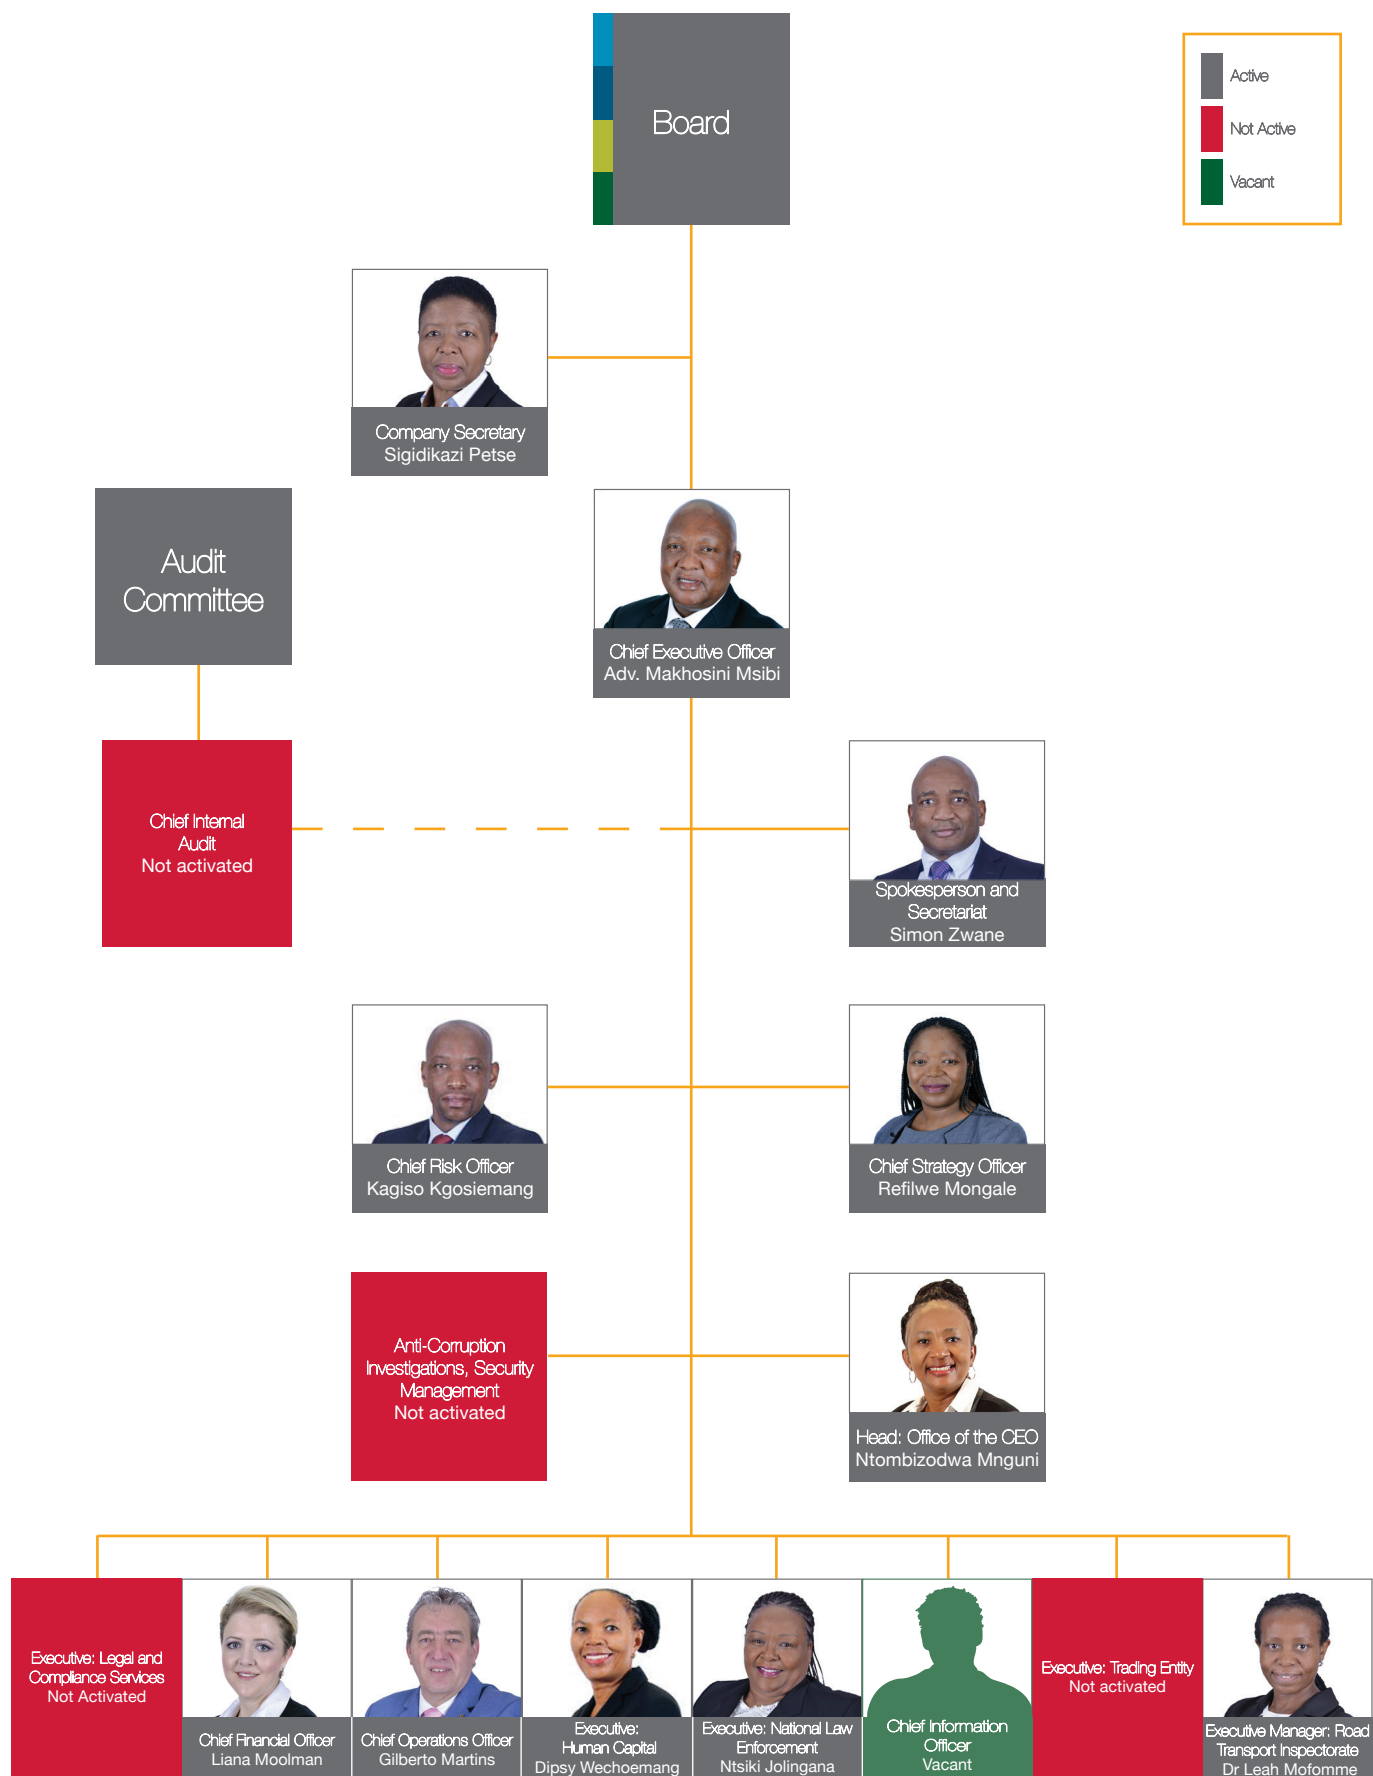 Board
Active
Not Active
Vacant
Company Secretary
Sigidikazi Petse
Audit
Committee
Chief Executive Officer
Adv. Makhosini Msibi
Chief Internal
Audit
Not activated
Spokesperson and
Secretariat
Simon Zwane
Chief Risk Officer
Kagiso Kgosiemang
Chief Strategy Officer
Refilwe Mongale
Anti-Corruption
Investigations, Security
Management
Not activated
Head: Office of the CEO
Ntombizodwa Mnguni
Executive: Legal and
Compliance Services
Not Activated
Chief Financial Officer
Liana Moolman
Chief Operations Officer
Gilberto Martins
Executive:
Human Capital
Dipsy Wechoemang
Executive: National Law
Enforcement
Ntsiki Jolingana
Chief Information
Officer
Vacant
Executive: Trading Entity
Not activated
Executive Manager: Road
Transport Inspectorate
Dr Leah Mofomme